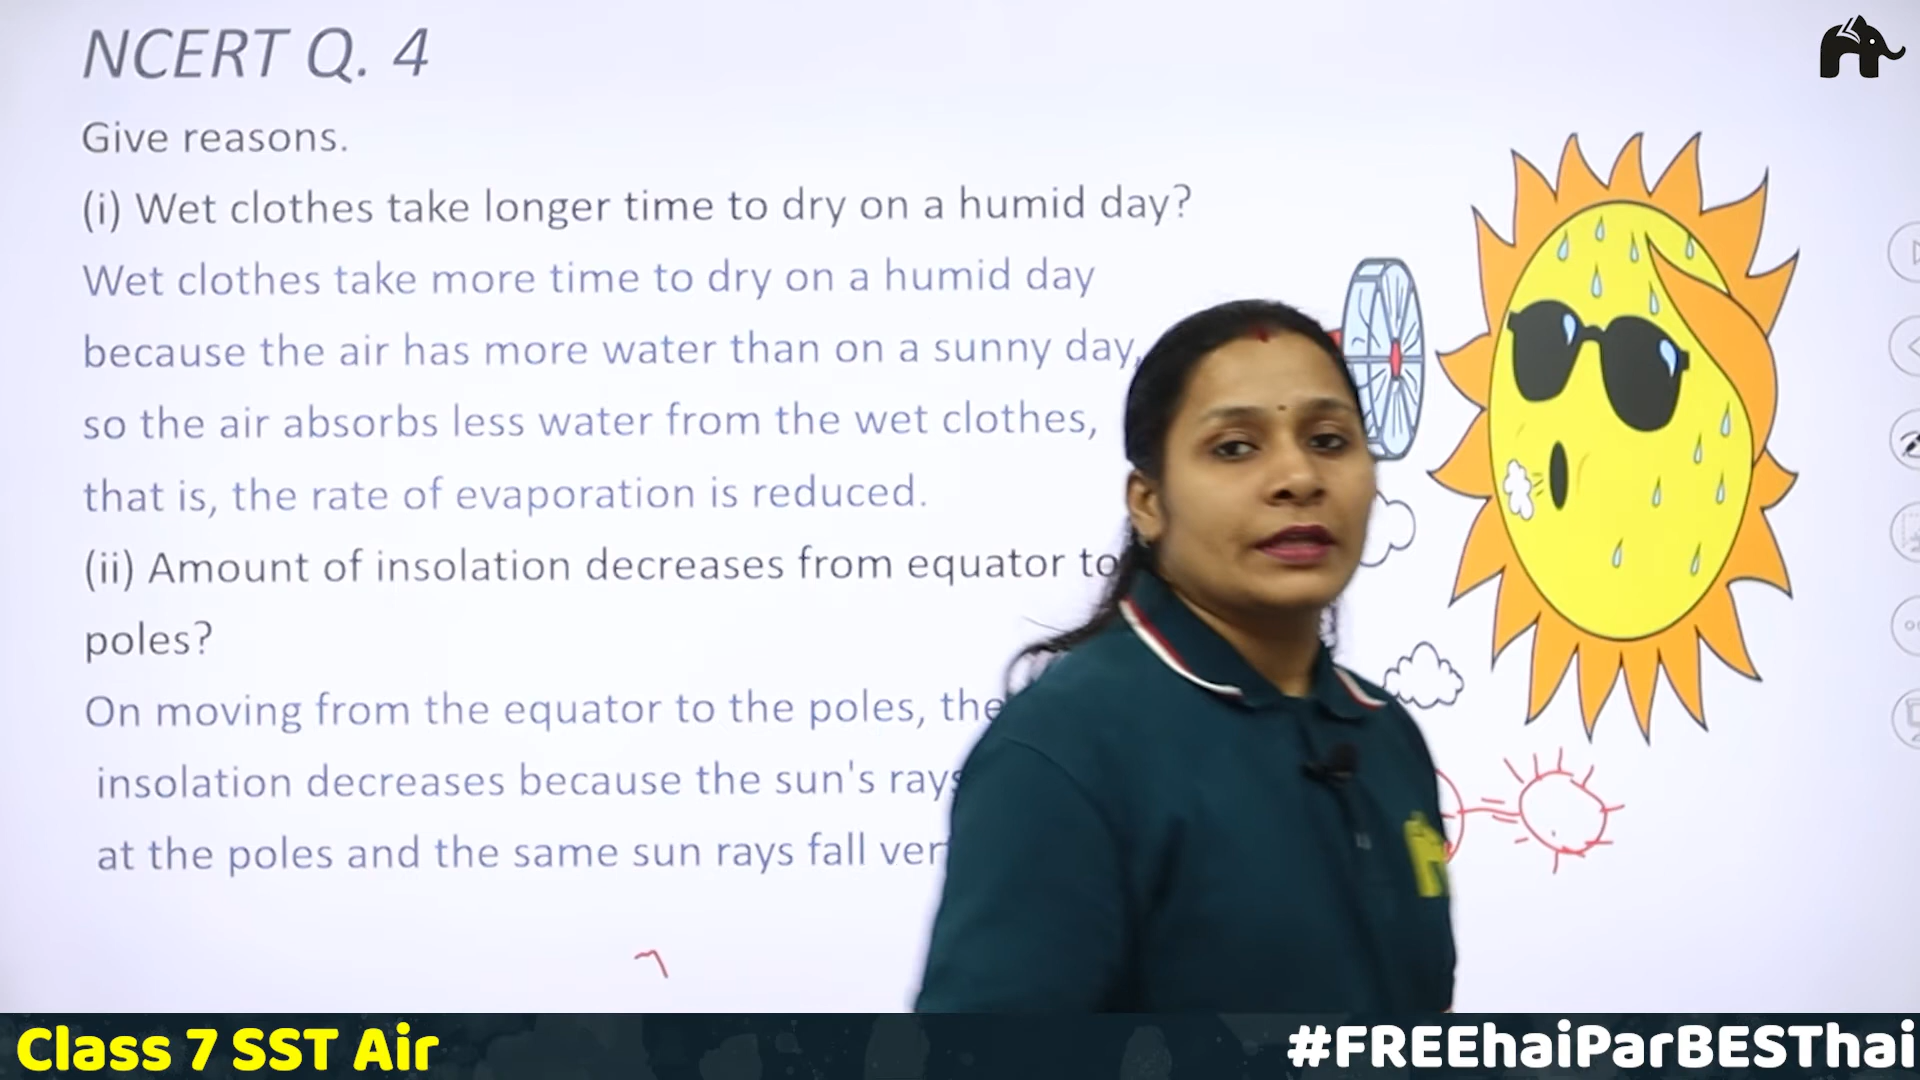 NCERT Q. 4
Give reasons.
(i) Wet clothes take longer time to dry on a humid day?
Wet clothes take more time to dry on a humid day
because the air has more water than on a sunny day,
so the air absorbs less water from the wet clothes,
that is, the rate of evaporation is reduced.
(ii) Amount of insolation decreases from equator to
poles?
On moving from the equator to the poles, the
insolation decreases because the sun's rays
at the poles and the same sun rays fall
Class 7 SST Air
#FREEhaiParBESThai